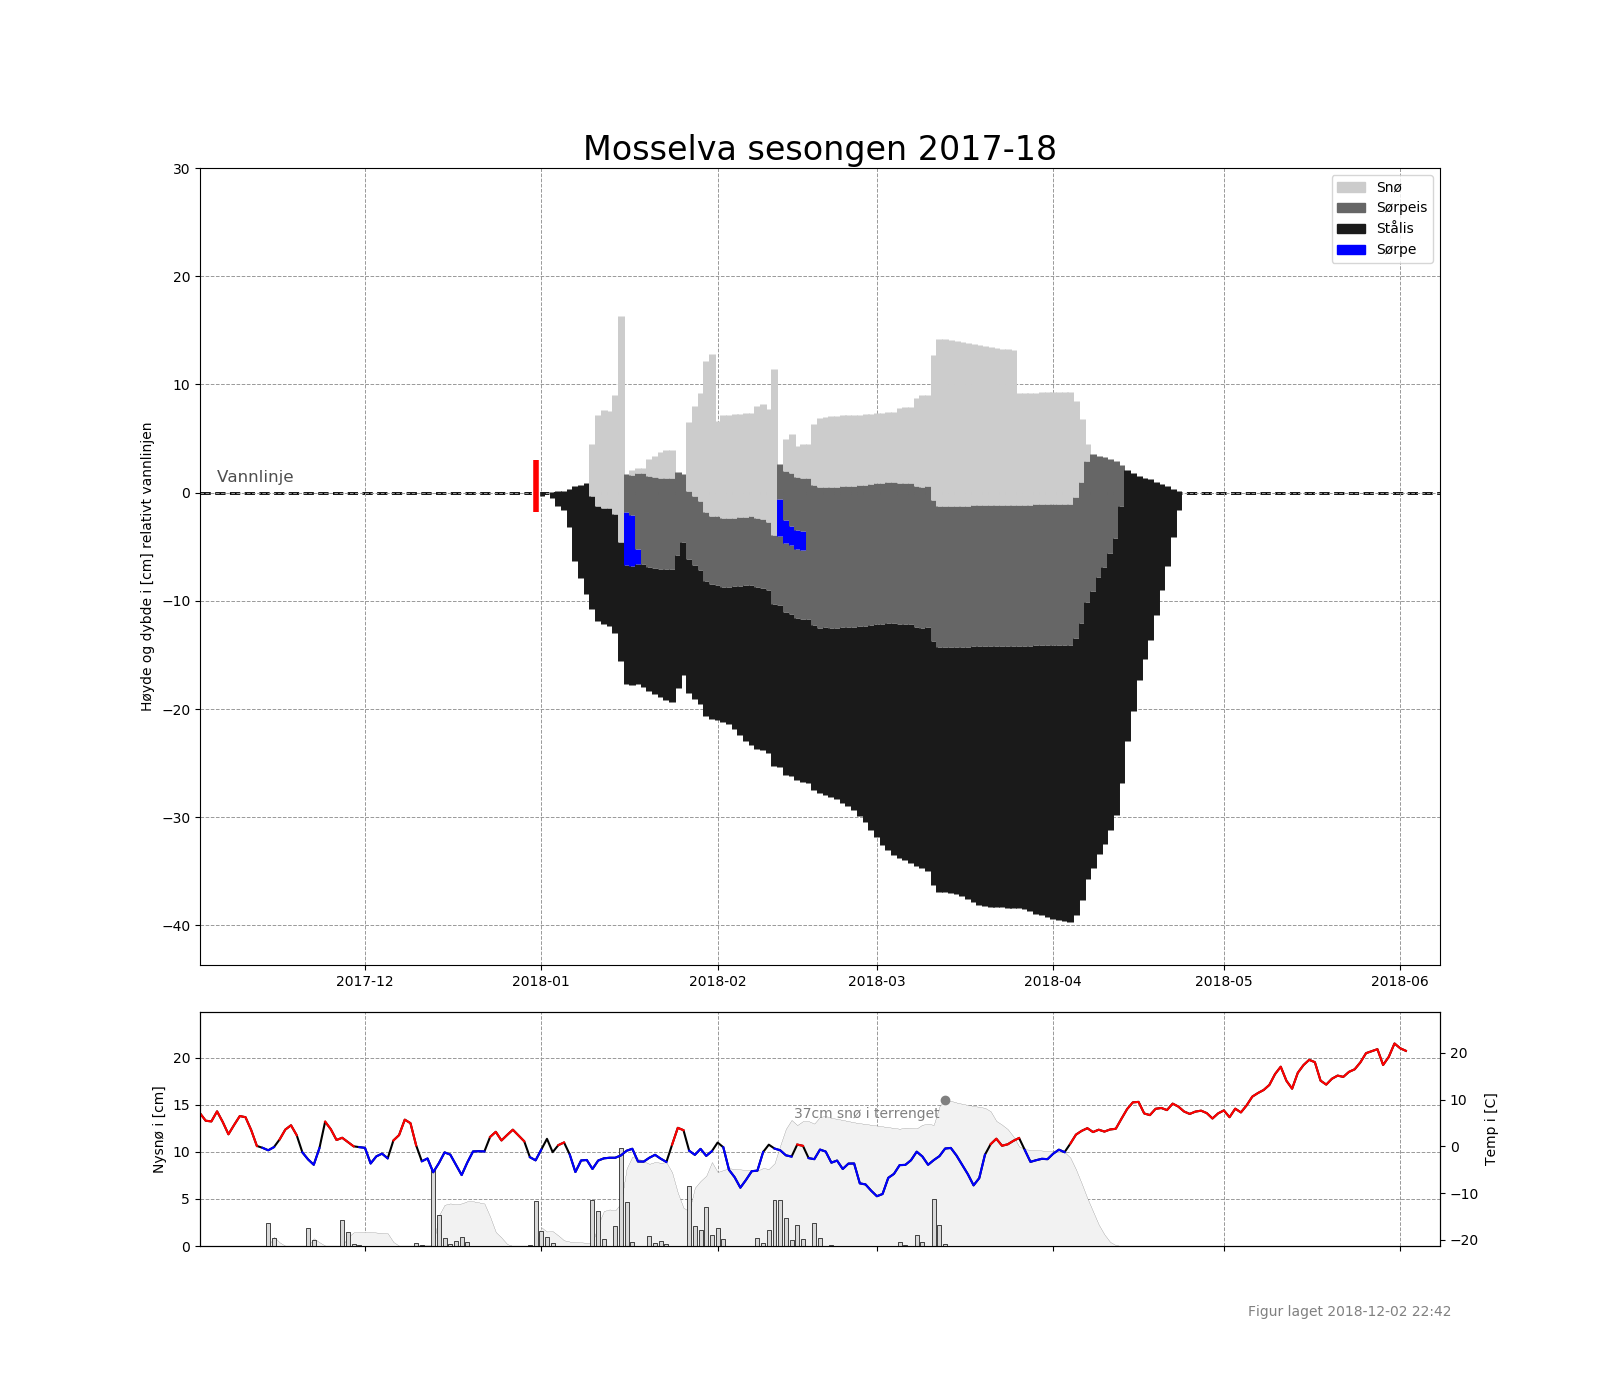 Mosselva sesongen 2017-18
30
20
10
0
−10
−20
−30
−40
Høyde og dybde i [cm] relativt vannlinjen
Vannlinje
Snø
Sørpeis
Stålis
Sørpe
2017-12
2018-01
2018-02
2018-03
2018-04
2018-05
2018-06
20
15
10
5
0
Nysnø i [cm]
37cm snø i terrenget
20
10
0
−10
−20
Temp i [C]
Figur laget 2018-12-02 22:42